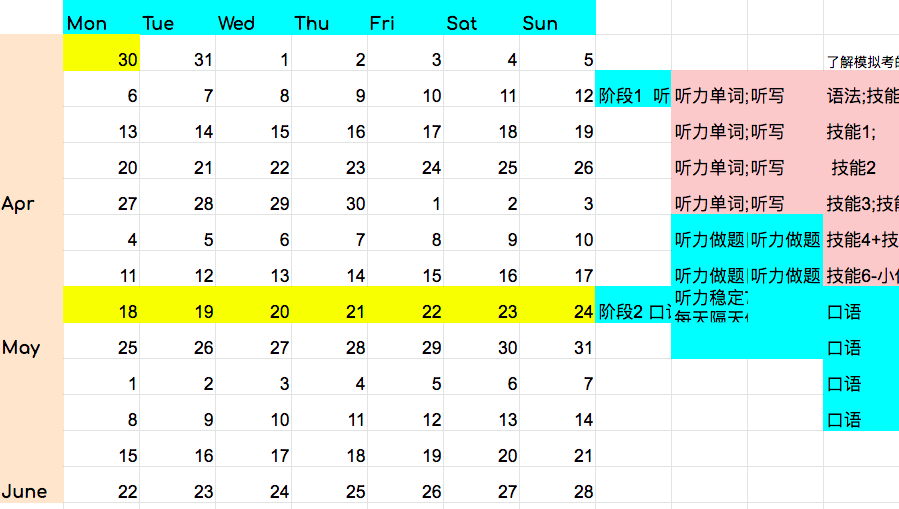 Mon Tue Wed Thu Fri Sat Sun
30 31 1 2 3 4 5 了解模拟考
6 7 8 9 10 11 12 阶段1 听 听力单词;听写 语法;技能
13 14 15 16 17 18 19 听力单词;听写 技能1;
20 21 22 23 24 25 26 听力单词;听写 技能2
Apr 27 28 29 30 1 2 3 听力单词;听写 技能3;技
4 5 6 7 8 9 10 听力做题 听力做题 技能4+技
11 12 13 14 15 16 17 听力做题 听力做题 技能6-小
18 19 20 21 22 23 24 阶段2 口 听力稳定 每天隔天 口语
May 25 26 27 28 29 30 31 口语
1 2 3 4 5 6 7 口语
8 9 10 11 12 13 14 口语
15 16 17 18 19 20 21
June 22 23 24 25 26 27 28